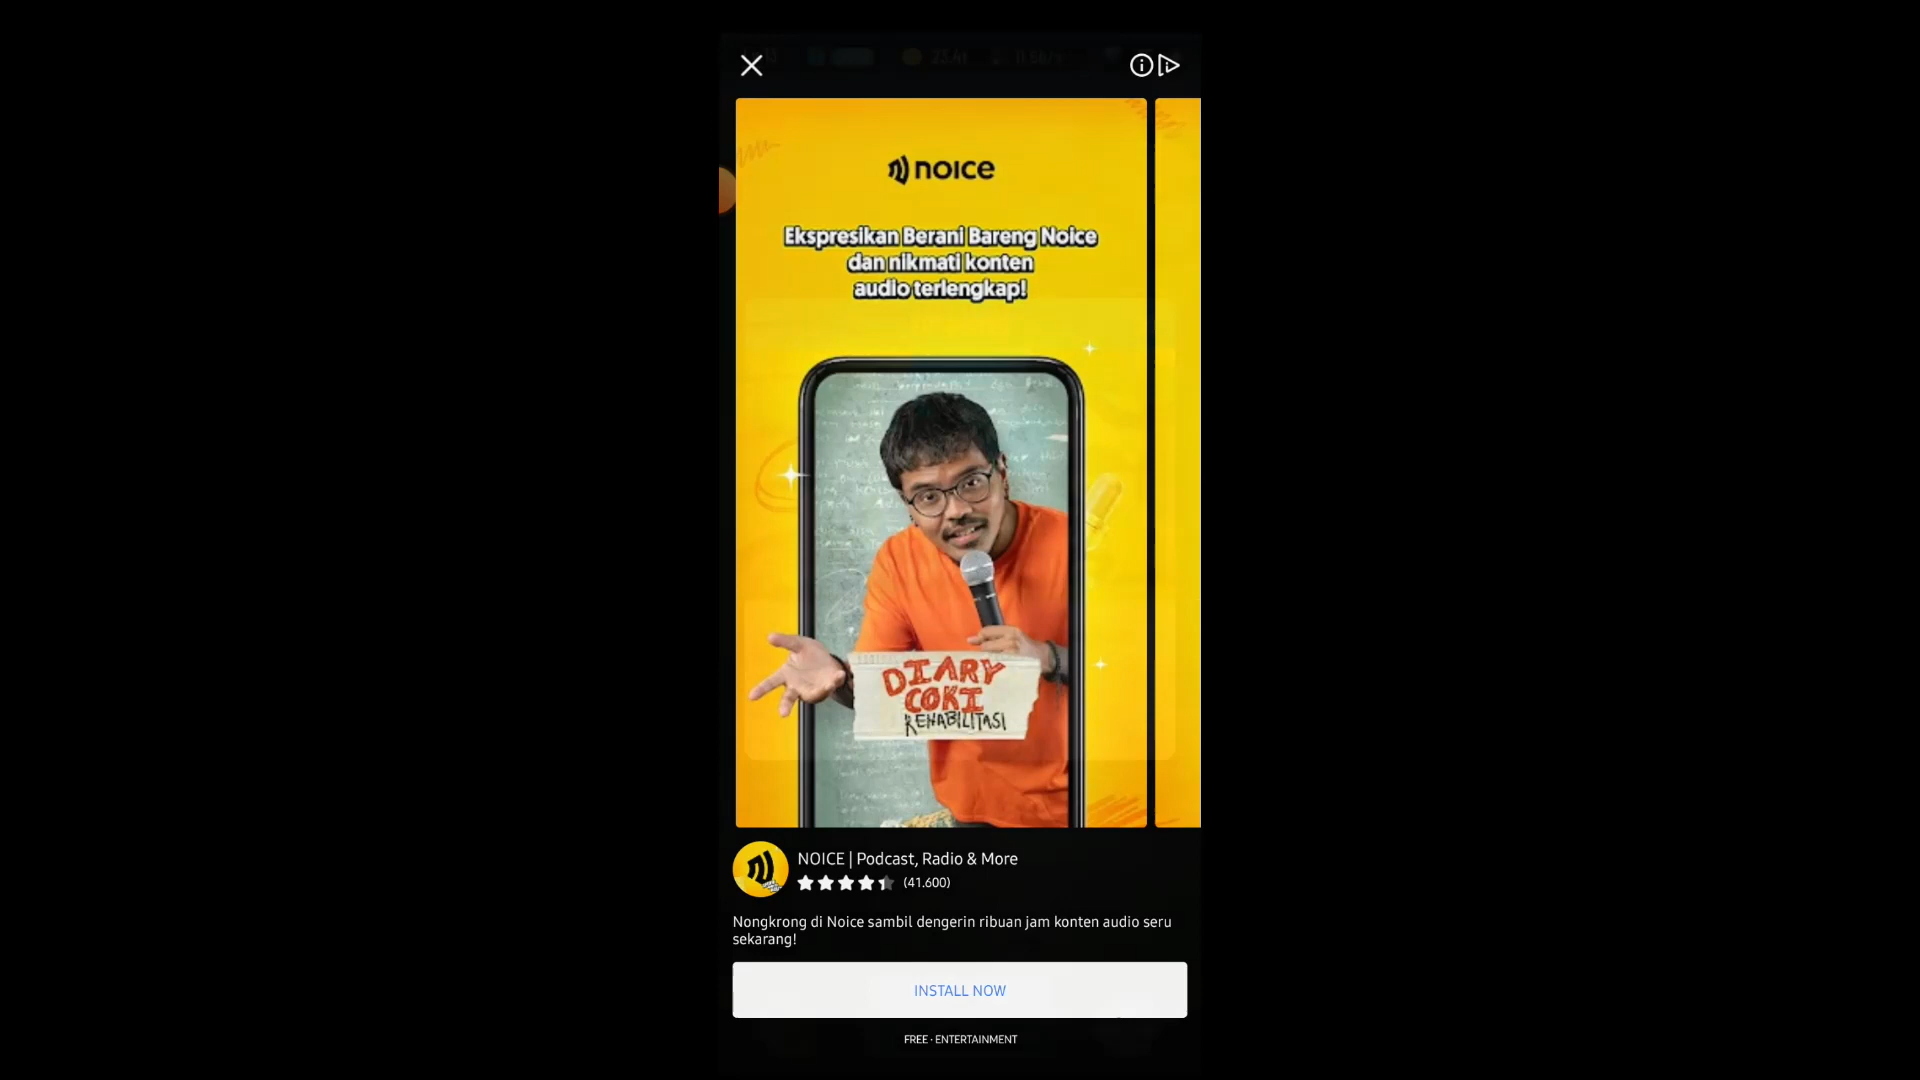 noice
Ekspresikan Berani Bareng Noice
dan nikmati konten
audio terlengkap!
DIARY
COKI
REHABILITASI
NOICE | Podcast, Radio & More
(41.600)
Nongkrong di Noice sambil dengerin ribuan jam konten audio seru
sekarang!
INSTALL NOW
FREE · ENTERTAINMENT